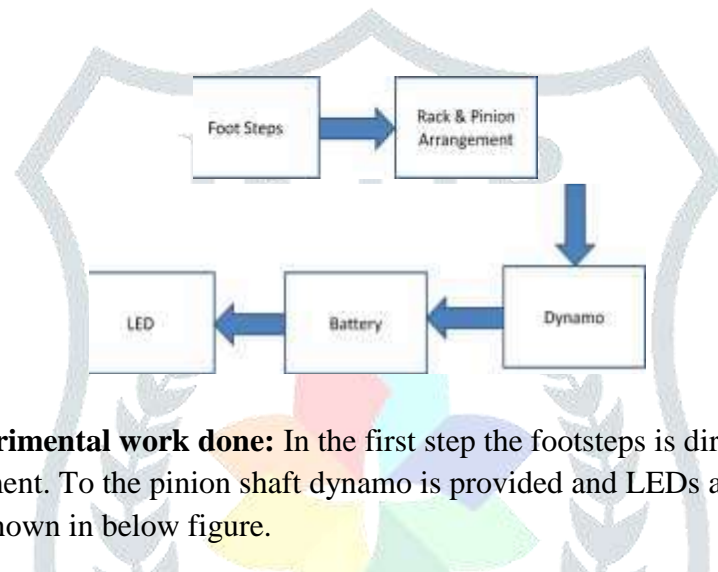 Foot Steps
Rack & Pinion
Arrangement
LED
Battery
Dynamo
rimental work done: In the first step the footsteps is dir
nent. To the pinion shaft dynamo is provided and LEDs a
hown in below figure.